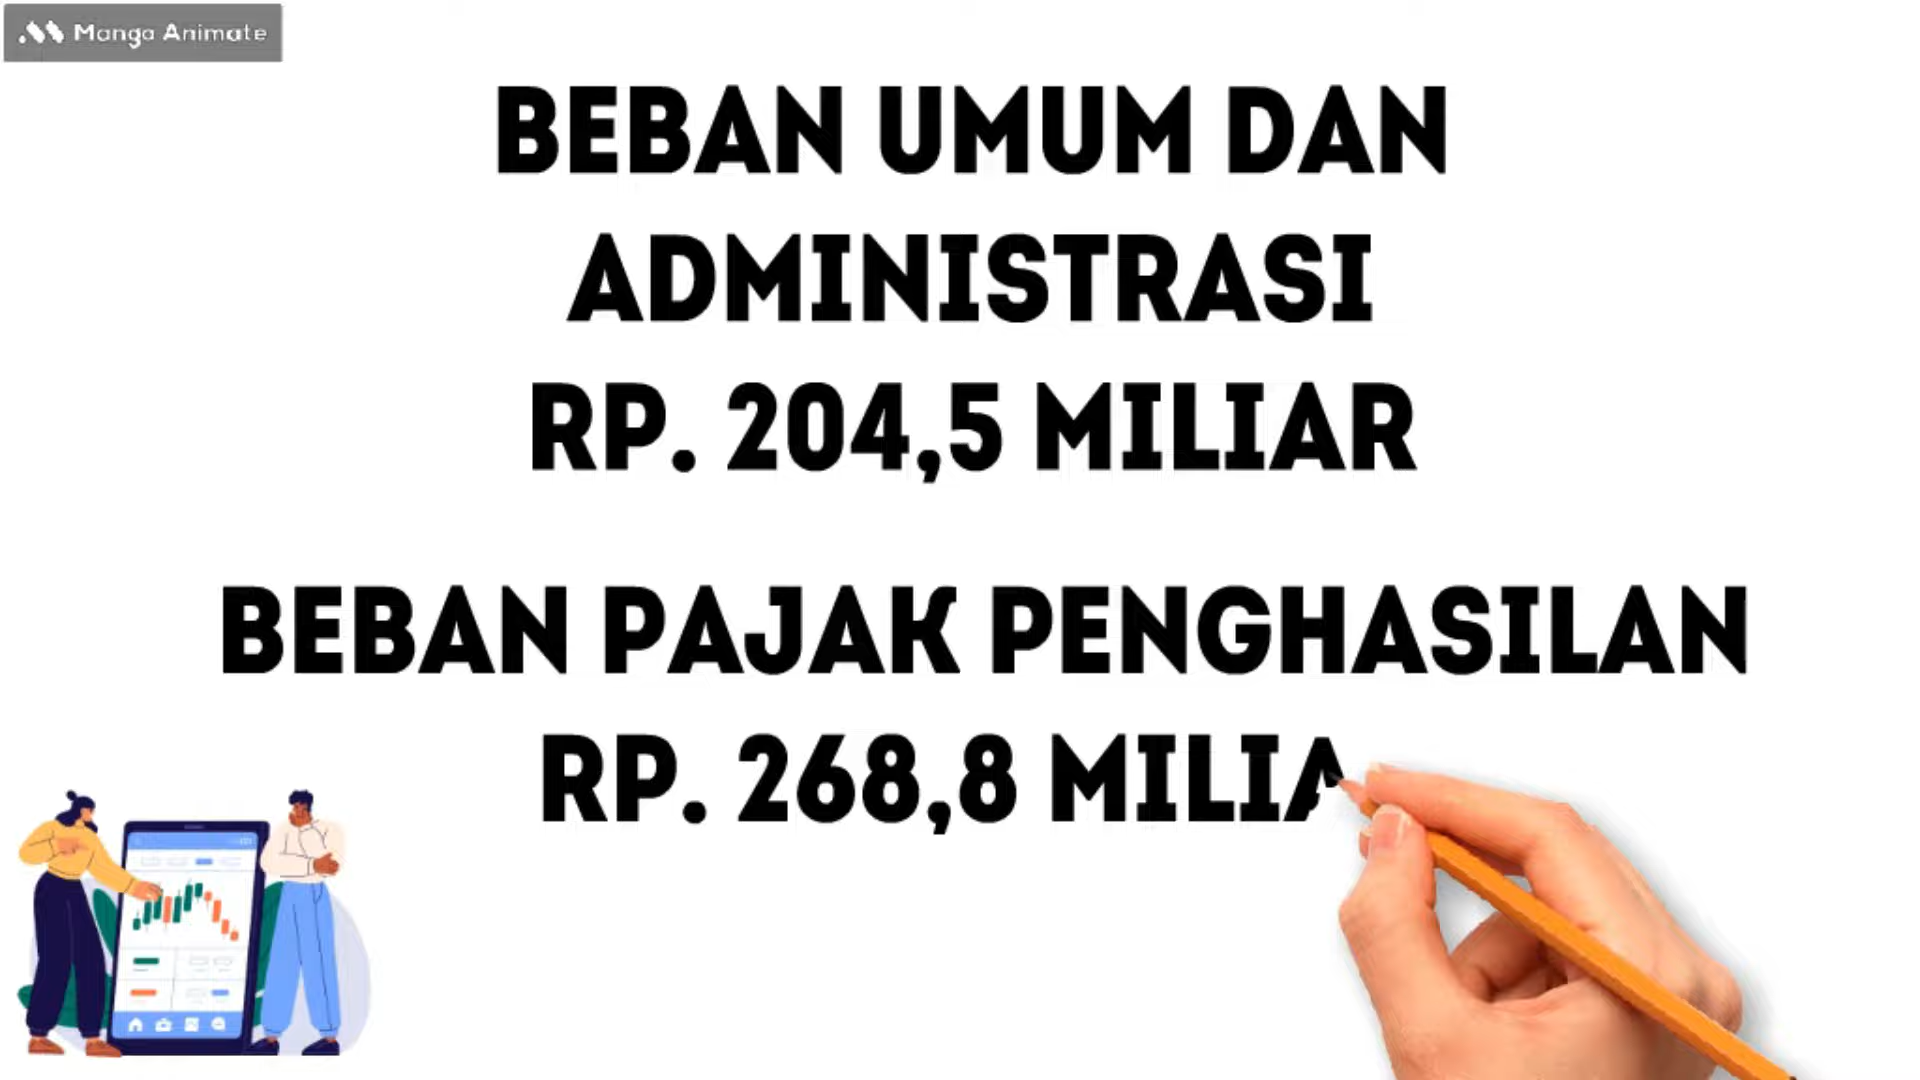 Manga Animate
BEBAN UMUM DAN
ADMINISTRASI
RP. 204,5 MILIAR
BEBAN PAJAK PENGHASILAN
RP. 268,8 MILIA